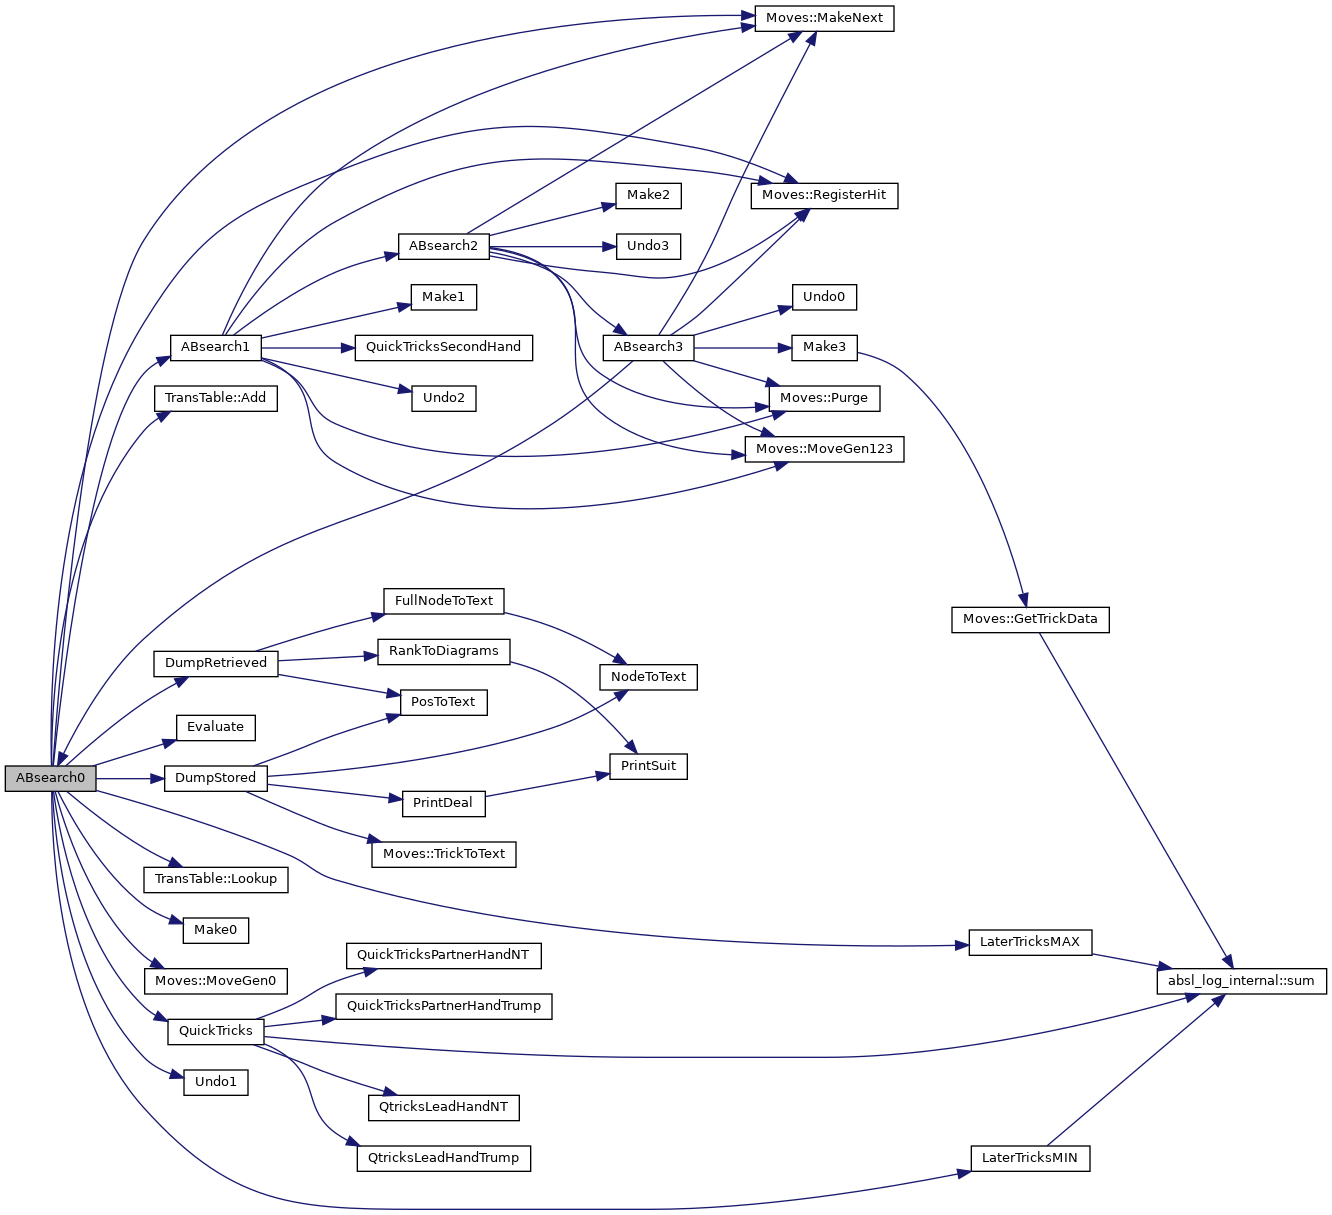 Moves::MakeNext
Moves::RegisterHit
Make2
ABsearch2
Undo3
Make1
Undo0
ABsearch1
QuickTricksSecondHand
ABsearch3
Make3
TransTable::Add
Undo2
Moves::Purge
Moves::MoveGen123
FullNodeToText
Moves::GetTrickData
RankToDiagrams
DumpRetrieved
NodeToText
PosToText
Evaluate
PrintSuit
ABsearch0
DumpStored
PrintDeal
Moves::TrickToText
TransTable::Lookup
Make0
LaterTricksMAX
QuickTricksPartnerHandNT
Moves::MoveGen0
absl_log_internal::sum
QuickTricksPartnerHandTrump
QuickTricks
Undo1
QtricksLeadHandNT
QtricksLeadHandTrump
LaterTricksMIN